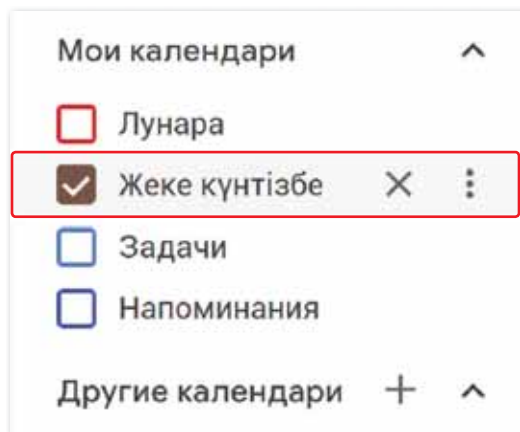 Мои календари
Лунара
Жеке күнтізбе
Задачи
Напоминания
Другие календари